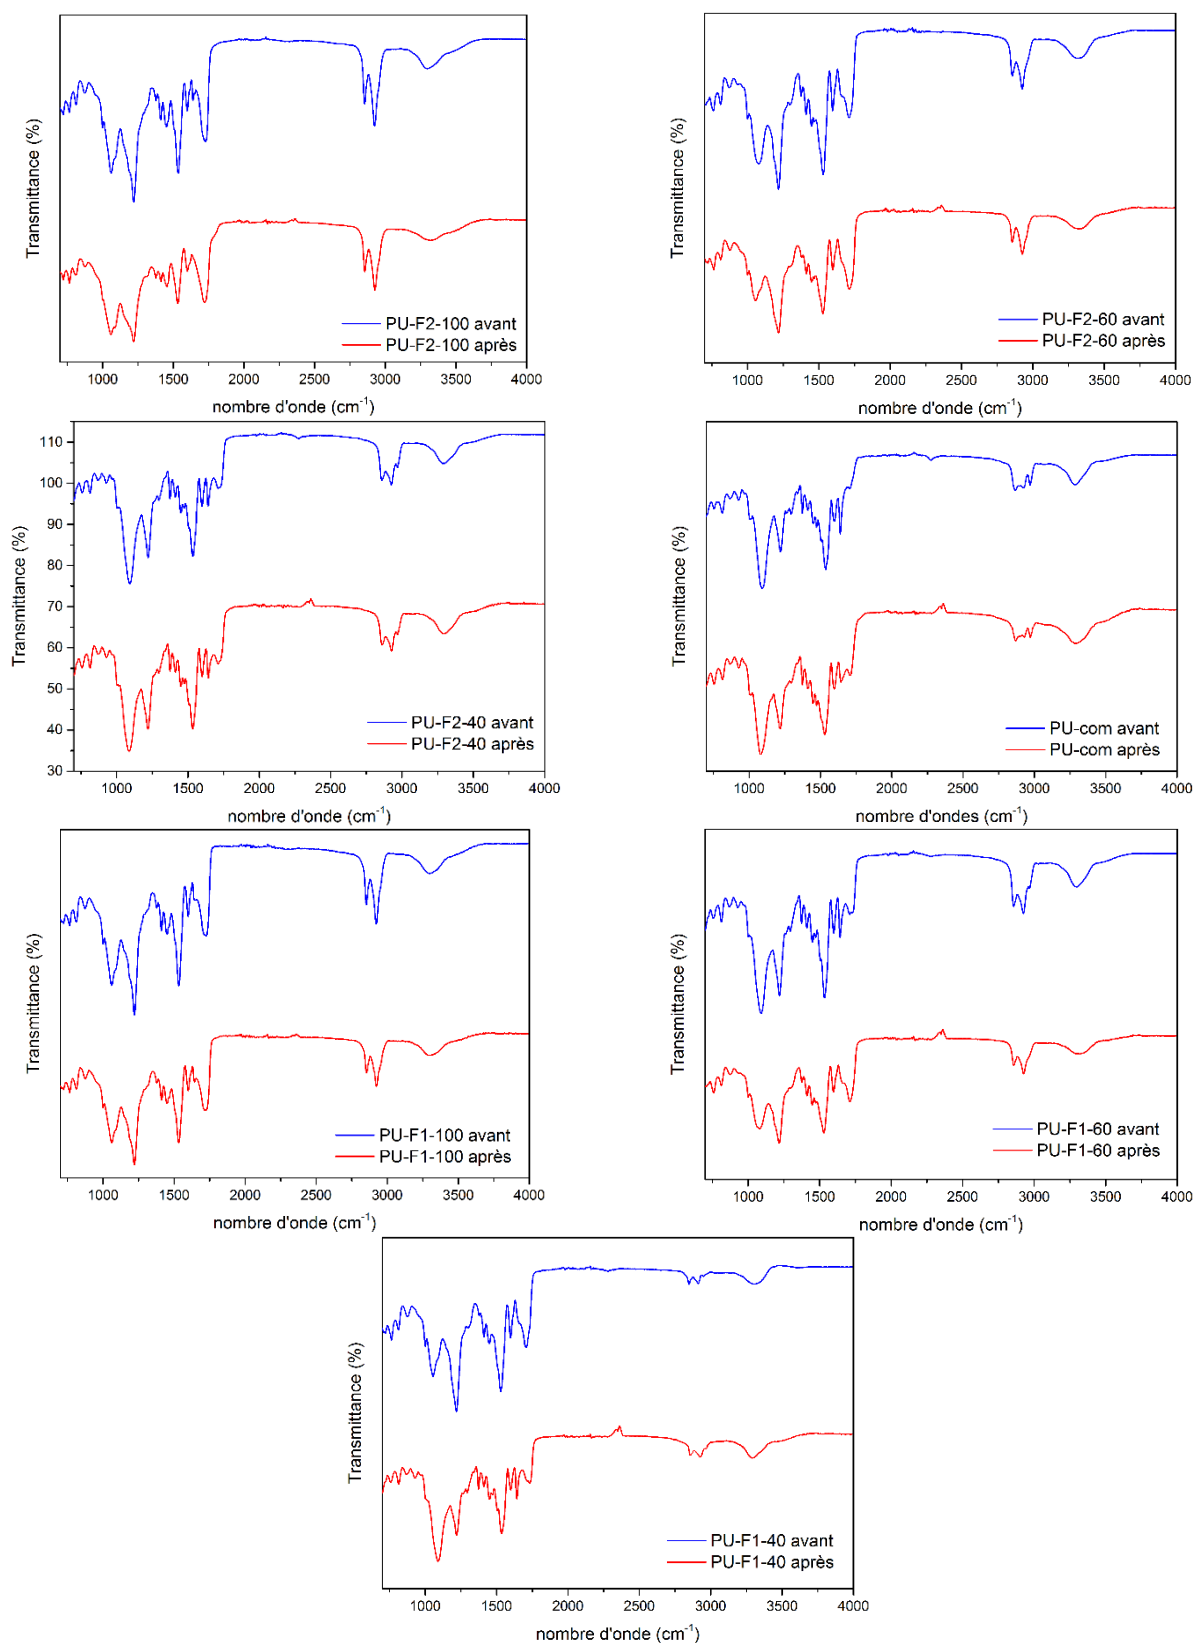 Transmittance (%)
PU-F2-100 avant
PU-F2-100 après
1000 1500 2000 2500 3000 3500 4000
nombre d'onde (cm⁻¹)
Transmittance (%)
PU-F2-60 avant
PU-F2-60 après
1000 1500 2000 2500 3000 3500 4000
nombre d'onde (cm⁻¹)
Transmittance (%)
110
100
90
80
70
60
50
40
30
PU-F2-40 avant
PU-F2-40 après
1000 1500 2000 2500 3000 3500 4000
nombre d'onde (cm⁻¹)
Transmittance (%)
PU-com avant
PU-com après
1000 1500 2000 2500 3000 3500 4000
nombre d'ondes (cm⁻¹)
Transmittance (%)
PU-F1-100 avant
PU-F1-100 après
1000 1500 2000 2500 3000 3500 4000
nombre d'onde (cm⁻¹)
Transmittance (%)
PU-F1-60 avant
PU-F1-60 après
1000 1500 2000 2500 3000 3500 4000
nombre d'onde (cm⁻¹)
Transmittance (%)
PU-F1-40 avant
PU-F1-40 après
1000 1500 2000 2500 3000 3500 4000
nombre d'onde (cm⁻¹)